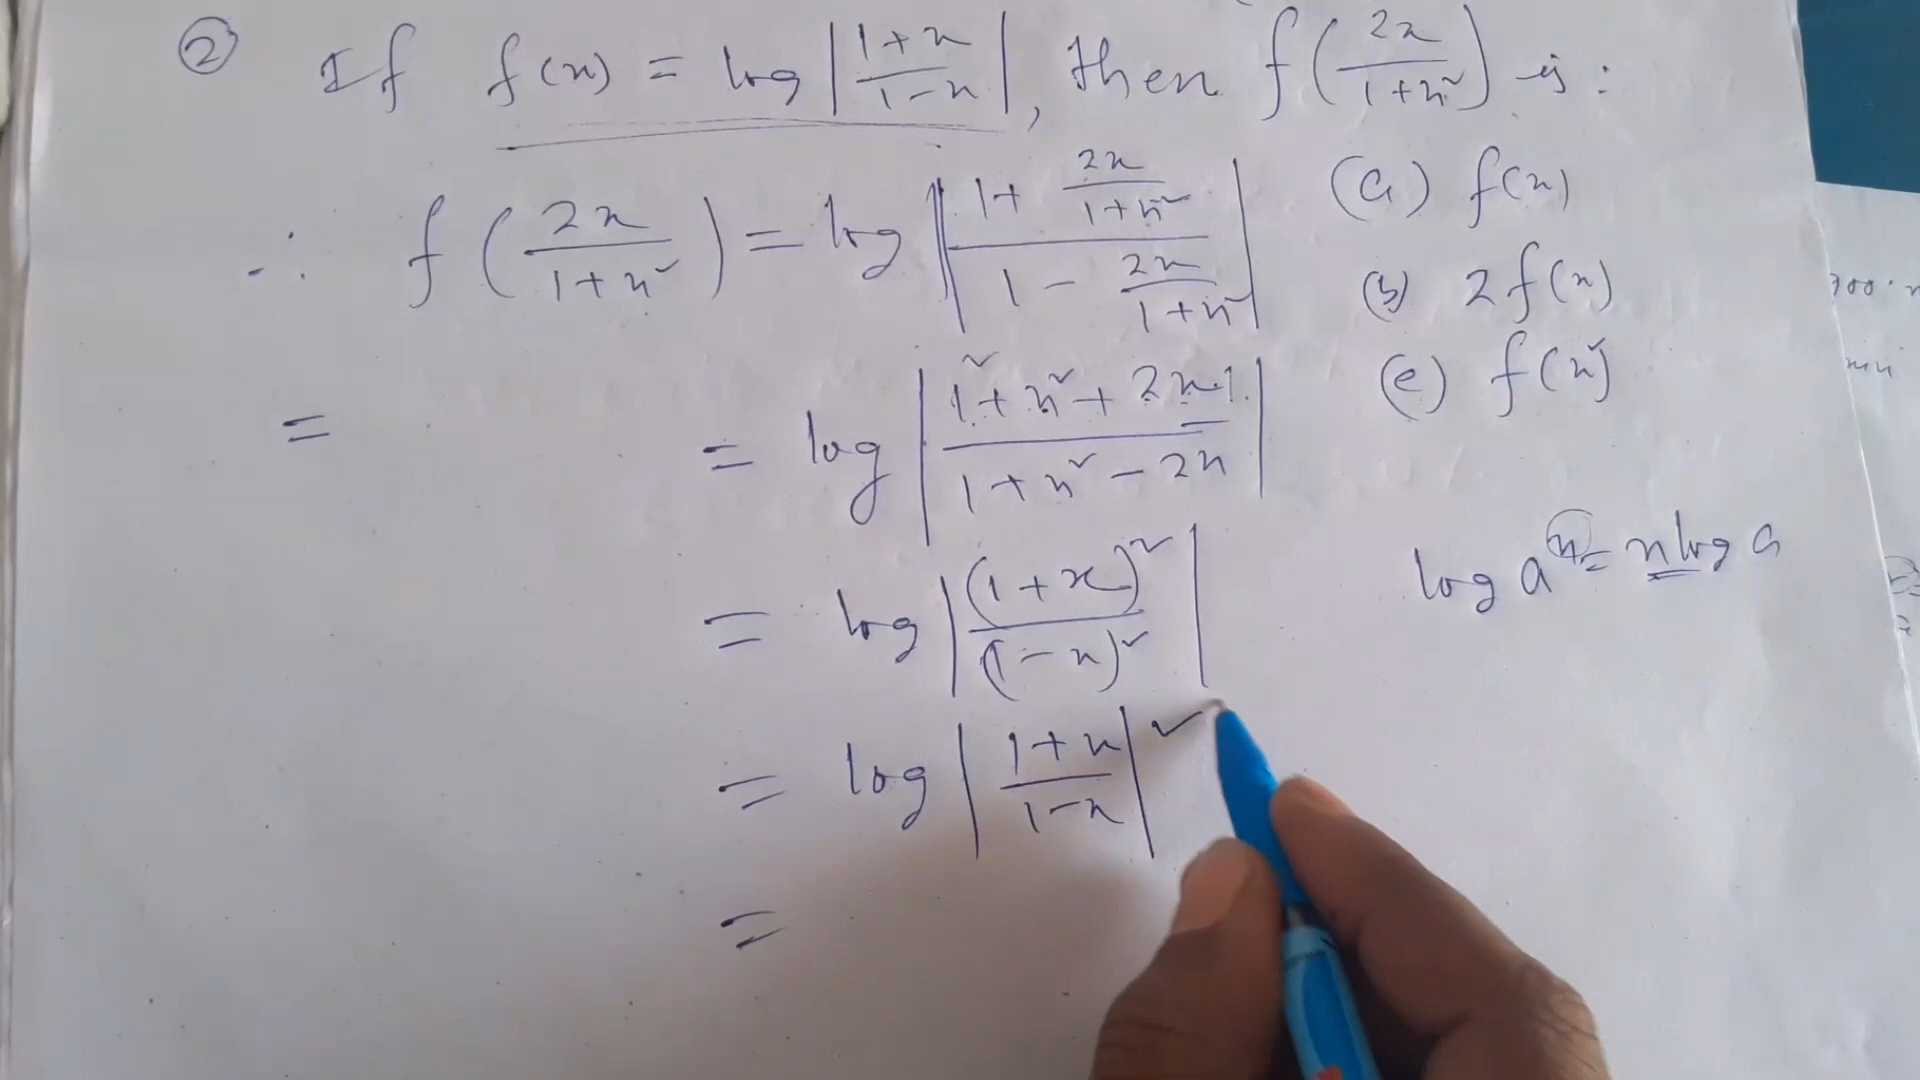 ② If f(x) = log |1+x / 1-x|, then f(2x / 1+x²) is :
∴ f(2x / 1+x²) = log |1 + 2x / 1+x² / 1 - 2x / 1+x²|
(a) f(x)
(b) 2f(x)
(c) f(x²)
= = log |1² + x² + 2x·1 / 1 + x² - 2x|
= log |(1+x)² / (1-x)²|
log aⁿ = n log a
= log |1+x / 1-x|²
=